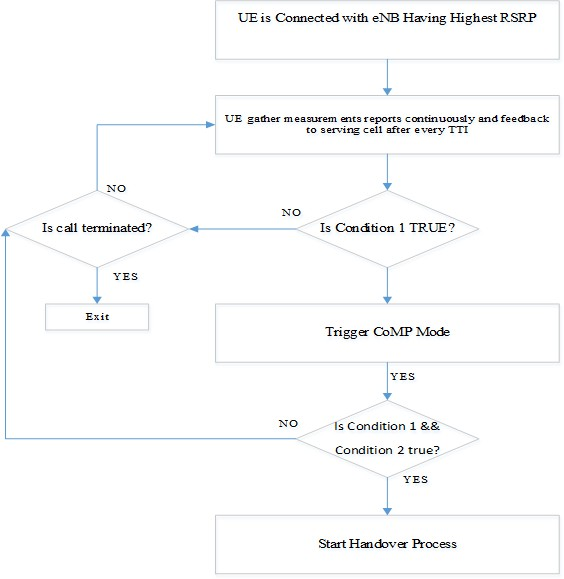 UE is Connected with eNB Having Highest RSRP
UE gather measurements reports continuously and feedback
to serving cell after every TTI
NO
NO
Is call terminated?
Is Condition 1 TRUE?
YES
Exit
Trigger CoMP Mode
YES
NO
Is Condition 1 &&
Condition 2 true?
YES
Start Handover Process